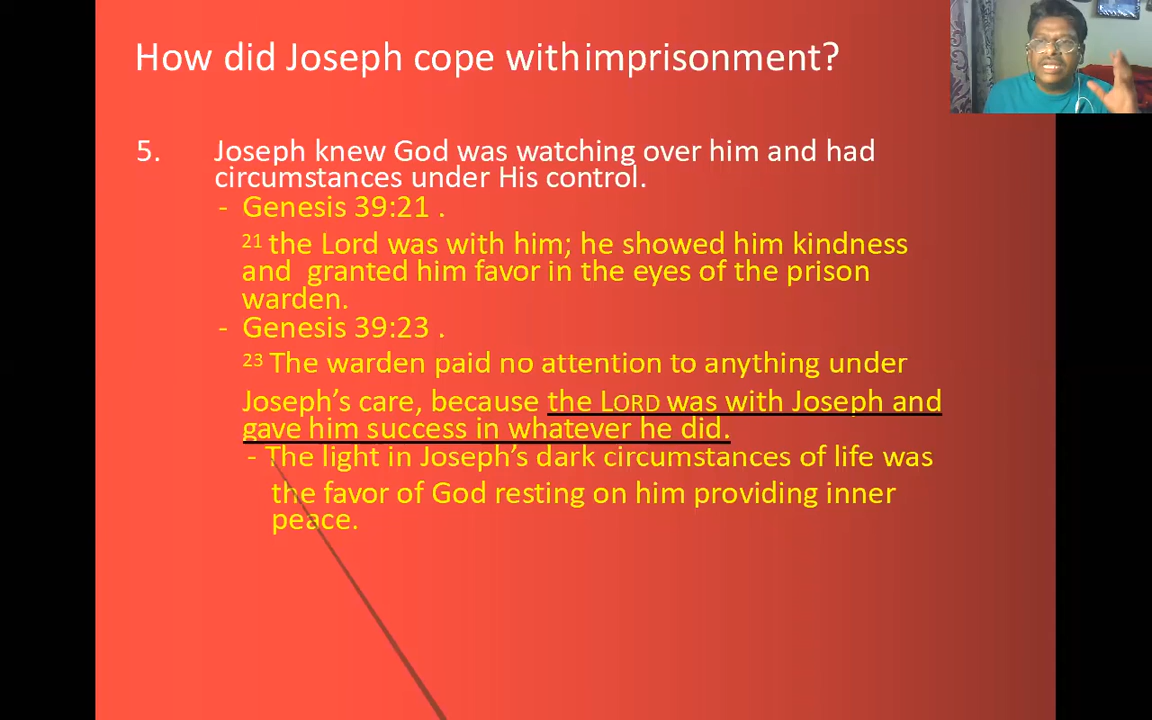 How did Joseph cope withimprisonment?
5. Joseph knew God was watching over him and had
circumstances under His control.
- Genesis 39:21 .
21 the Lord was with him; he showed him kindness
and granted him favor in the eyes of the prison
warden.
- Genesis 39:23 .
23 The warden paid no attention to anything under
Joseph’s care, because the LORD was with Joseph and
gave him success in whatever he did.
- The light in Joseph’s dark circumstances of life was
the favor of God resting on him providing inner
peace.